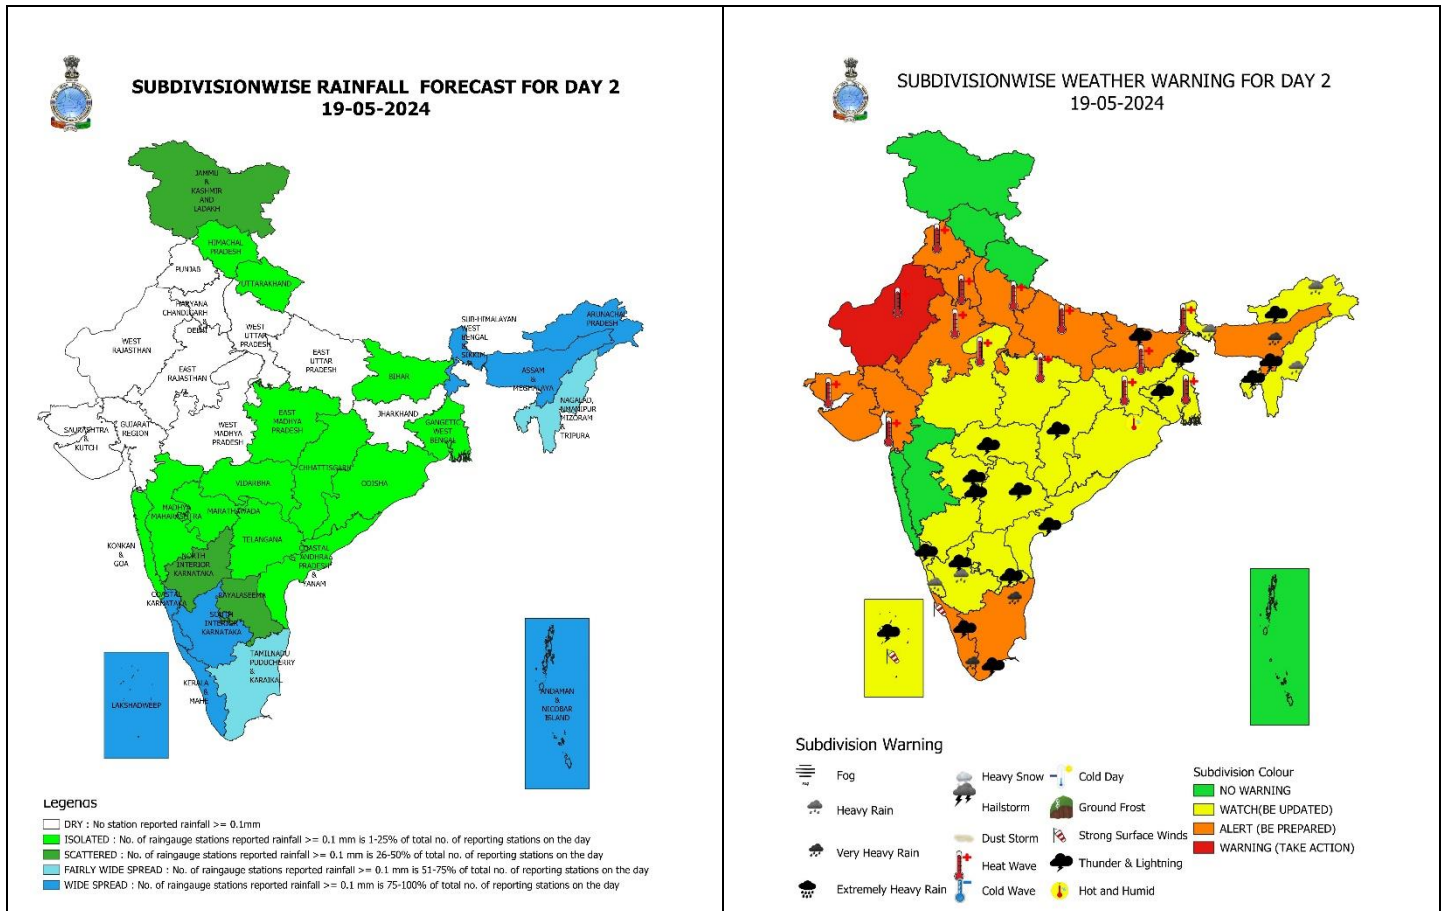 SUBDIVISIONWISE RAINFALL FORECAST FOR DAY 2
19-05-2024
JAMMU
&
KASHMIR
AND
LADAKH
HIMACHAL
PRADESH
PUNJAB
UTTARAKHAND
HARYANA
CHANDIGARH
DELHI
WEST
UTTAR
PRADESH
WEST
RAJASTHAN
EAST
UTTAR
PRADESH
EAST
RAJASTHAN
SUB-HIMALAYAN
WEST
BENGAL
&
SIKKIM
ARUNACHAL
PRADESH
BIHAR
ASSAM
&
MEGHALAYA
NAGALAD,
MANIPUR
MIZORAM
&
TRIPURA
SAURASHTRA
&
KUTCH
GUJARAT
REGION
WEST
MADHYA
PRADESH
EAST
MADHYA
PRADESH
JHARKHAND
GANGETIC
WEST
BENGAL
CHHATTISGARH
ODISHA
VIDARBHA
MADHYA
MAHARASHTRA
MARATHAWADA
TELANGANA
KONKAN
&
GOA
COASTAL
ANDHRA
PRADESH
&
YANAM
NORTH
INTERIOR
KARNATAKA
COASTAL
KARNATAKA
RAYALASEEMA
SOUTH
INTERIOR
KARNATAKA
TAMILNADU
PUDUCHERRY
&
KARAIKAL
KERALA
&
MAHE
LAKSHADWEEP
ANDAMAN
&
NICOBAR
ISLAND
Legends
DRY : No station reported rainfall >= 0.1mm
ISOLATED : No. of raingauge stations reported rainfall >= 0.1 mm is 1-25% of total no. of reporting stations on the day
SCATTERED : No. of raingauge stations reported rainfall >= 0.1 mm is 26-50% of total no. of reporting stations on the day
FAIRLY WIDE SPREAD : No. of raingauge stations reported rainfall >= 0.1 mm is 51-75% of total no. of reporting stations on the day
WIDE SPREAD : No. of raingauge stations reported rainfall >= 0.1 mm is 75-100% of total no. of reporting stations on the day
SUBDIVISIONWISE WEATHER WARNING FOR DAY 2
19-05-2024
Subdivision Warning
Fog
Heavy Rain
Very Heavy Rain
Extremely Heavy Rain
Heavy Snow
Hailstorm
Dust Storm
Heat Wave
Cold Wave
Cold Day
Ground Frost
Strong Surface Winds
Thunder & Lightning
Hot and Humid
Subdivision Colour
NO WARNING
WATCH(BE UPDATED)
ALERT (BE PREPARED)
WARNING (TAKE ACTION)